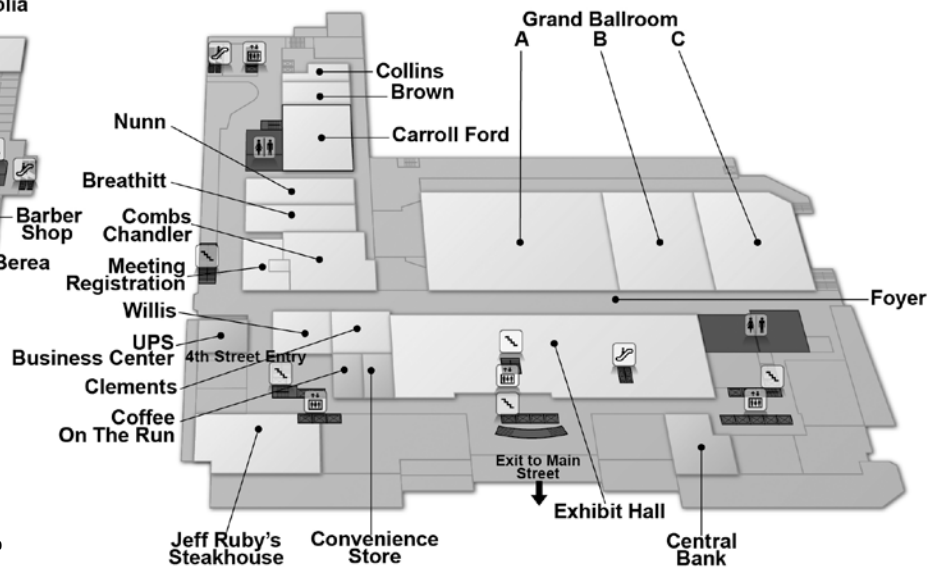 olia
Grand Ballroom
A B C
Collins
Brown
Nunn
Carroll Ford
Breathitt
Barber
Shop
Combs
Chandler
Berea
Meeting
Registration
Foyer
Willis
UPS
Business Center
4th Street Entry
Clements
Coffee
On The Run
Exit to Main
Street
Exhibit Hall
Jeff Ruby's
Steakhouse
Convenience
Store
Central
Bank